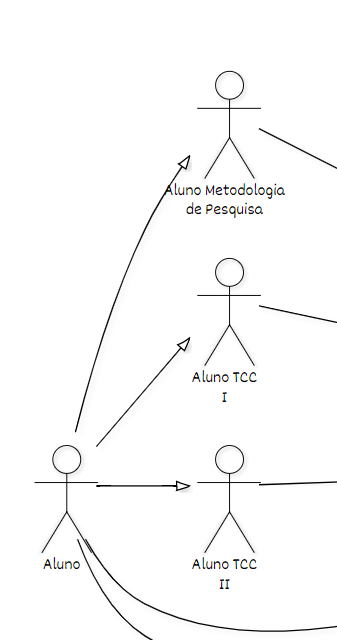 Aluno Metodologia
de Pesquisa
Aluno TCC
I
Aluno
Aluno TCC
II